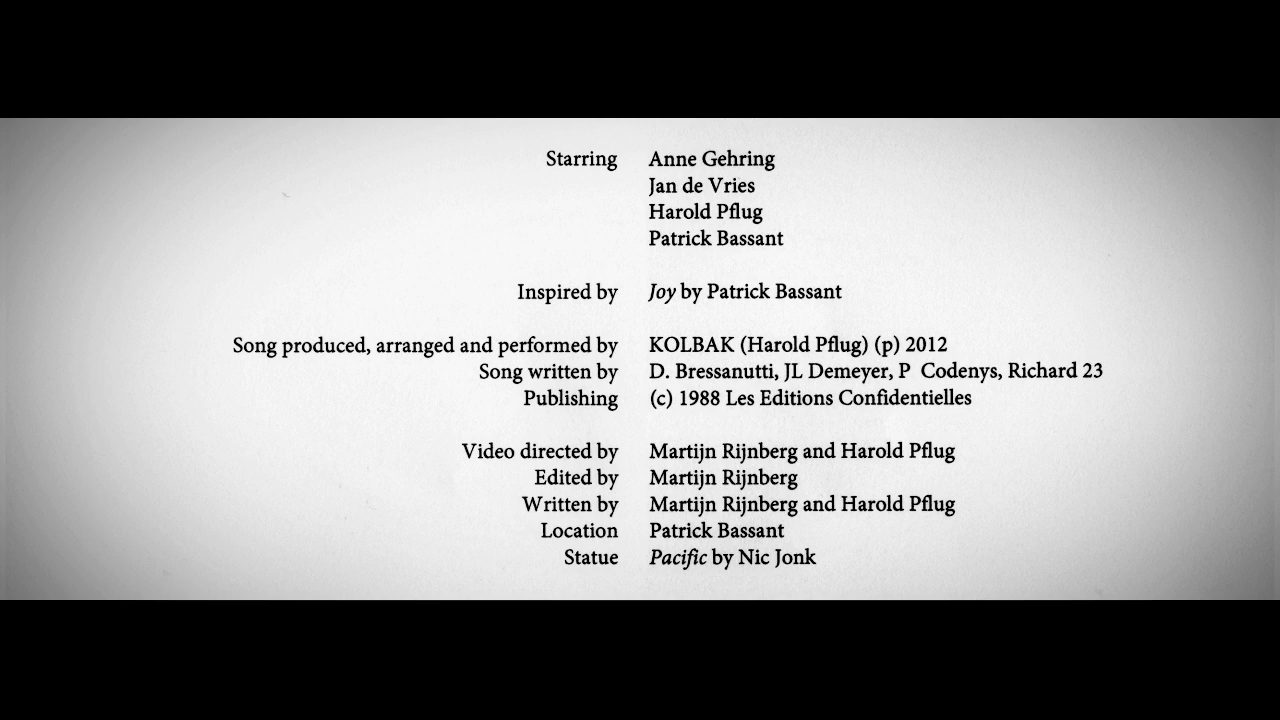 Starring Anne Gehring
Jan de Vries
Harold Pflug
Patrick Bassant
Inspired by Joy by Patrick Bassant
Song produced, arranged and performed by KOLBAK (Harold Pflug) (p) 2012
Song written by D. Bressanutti, JL Demeyer, P Codenys, Richard 23
Publishing (c) 1988 Les Editions Confidentielles
Video directed by Martijn Rijnberg and Harold Pflug
Edited by Martijn Rijnberg
Written by Martijn Rijnberg and Harold Pflug
Location Patrick Bassant
Statue Pacific by Nic Jonk